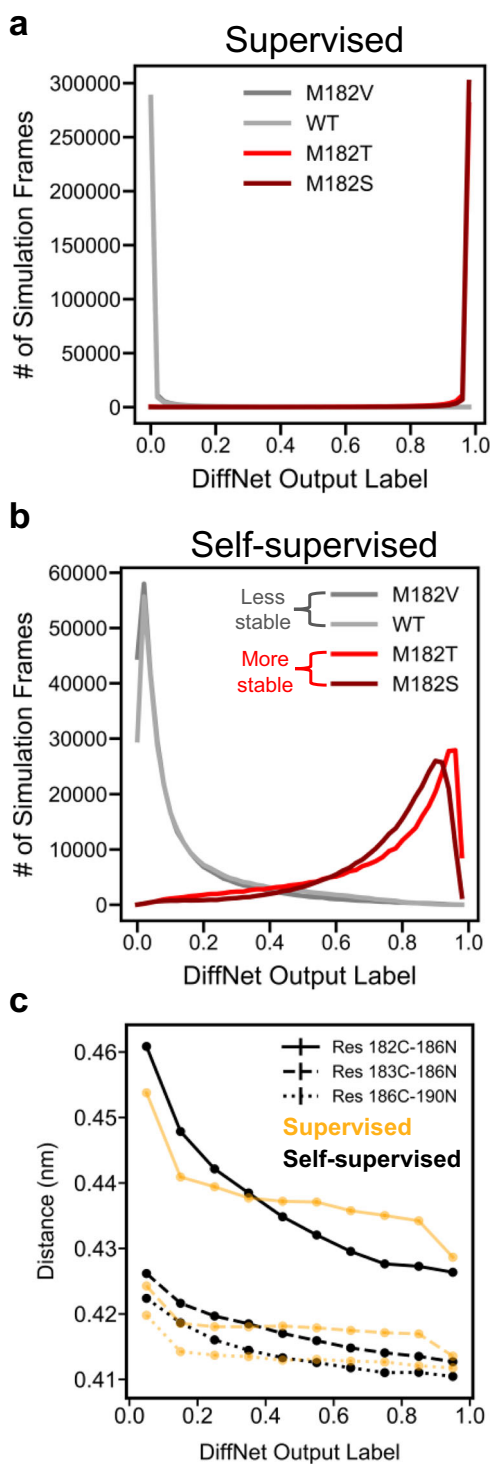 a
Supervised
300000
250000
200000
150000
100000
50000
0
# of Simulation Frames
M182V
WT
M182T
M182S
0.0 0.2 0.4 0.6 0.8 1.0
DiffNet Output Label
b
Self-supervised
60000
50000
40000
30000
20000
10000
0
# of Simulation Frames
Less
stable
More
stable
M182V
WT
M182T
M182S
0.0 0.2 0.4 0.6 0.8 1.0
DiffNet Output Label
c
0.46
0.45
0.44
0.43
0.42
0.41
Distance (nm)
Res 182C-186N
Res 183C-186N
Res 186C-190N
Supervised
Self-supervised
0.0 0.2 0.4 0.6 0.8 1.0
DiffNet Output Label